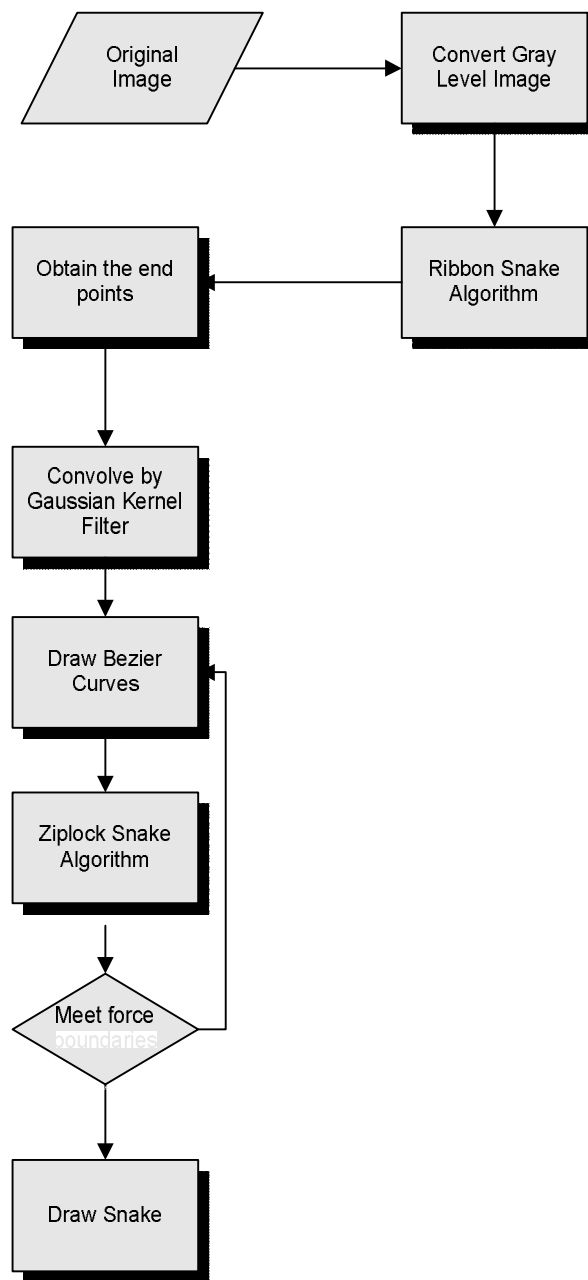 Original
Image
Convert Gray
Level Image
Ribbon Snake
Algorithm
Obtain the end
points
Convolve by
Gaussian Kernel
Filter
Draw Bezier
Curves
Ziplock Snake
Algorithm
Meet force
boundaries
Draw Snake